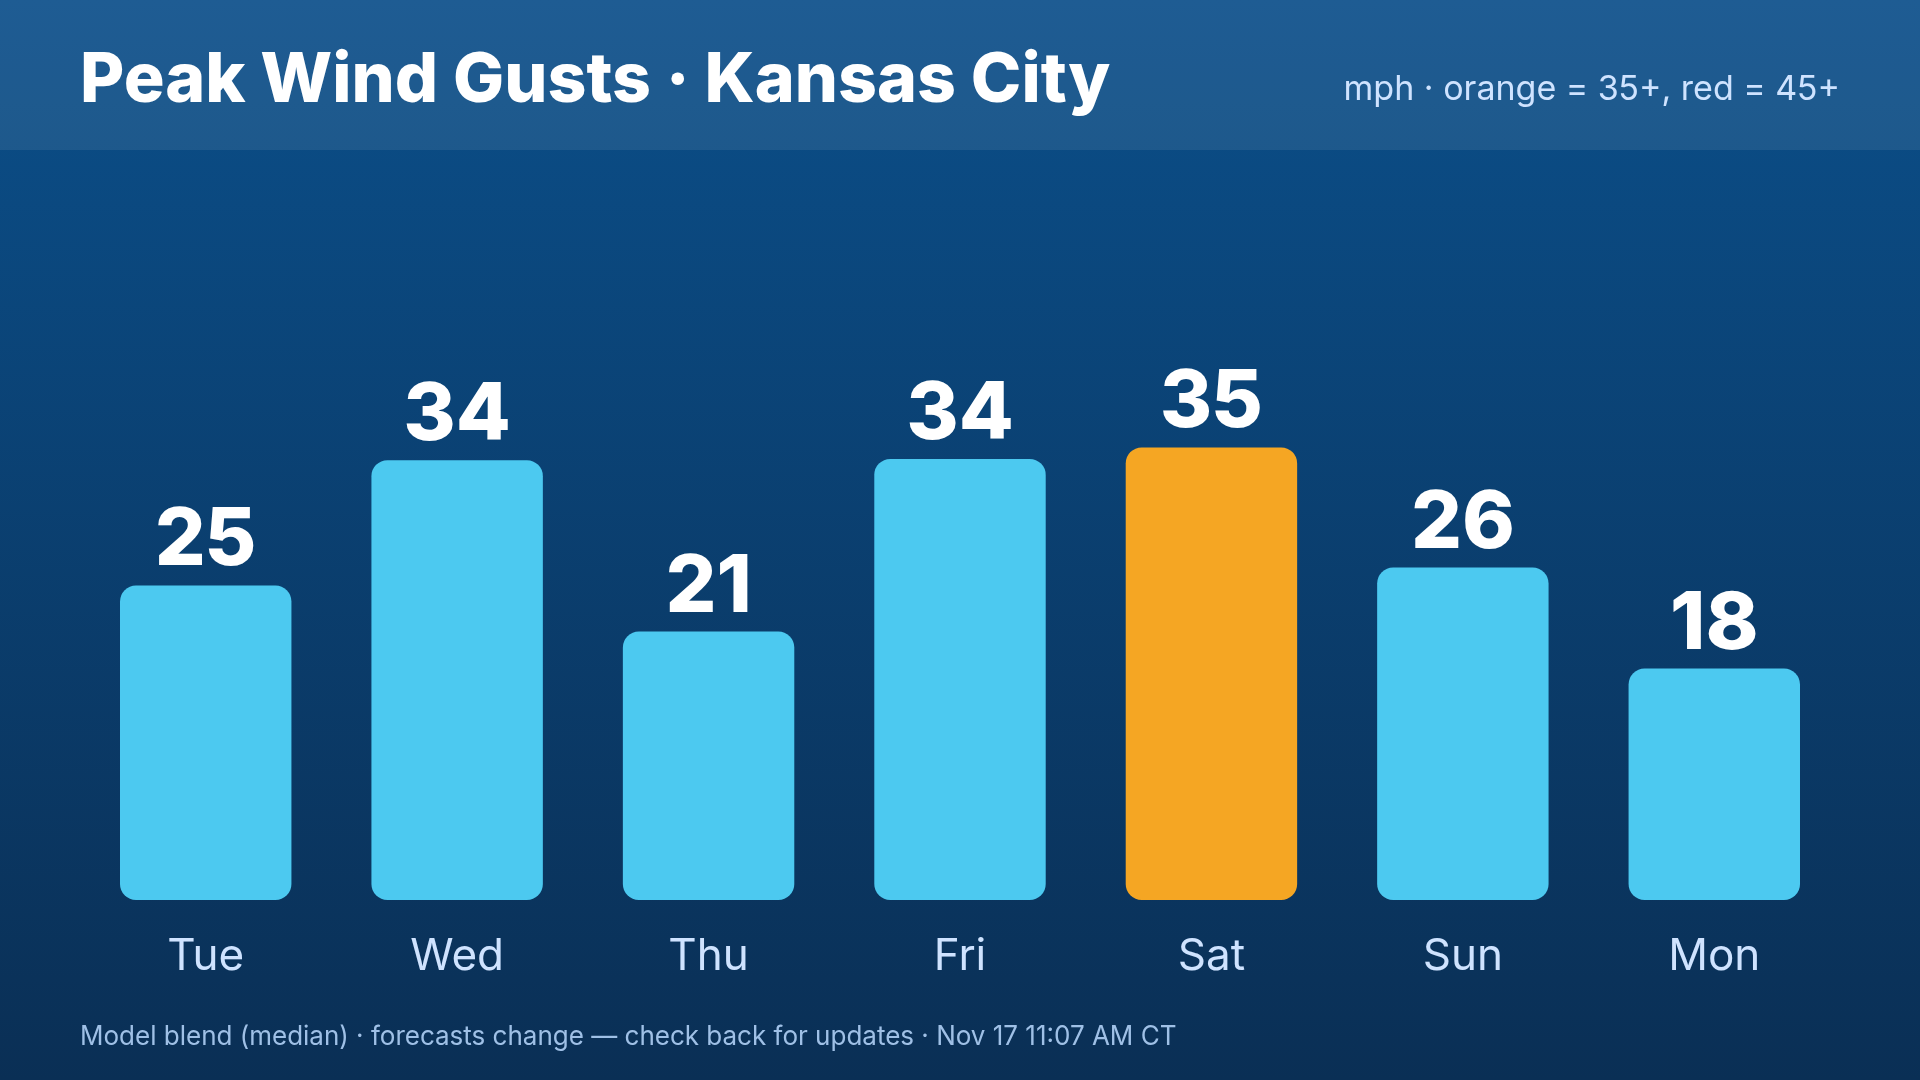 Peak Wind Gusts · Kansas City
mph · orange = 35+, red = 45+
25
34
21
34
35
26
18
Tue
Wed
Thu
Fri
Sat
Sun
Mon
Model blend (median) · forecasts change — check back for updates · Nov 17 11:07 AM CT